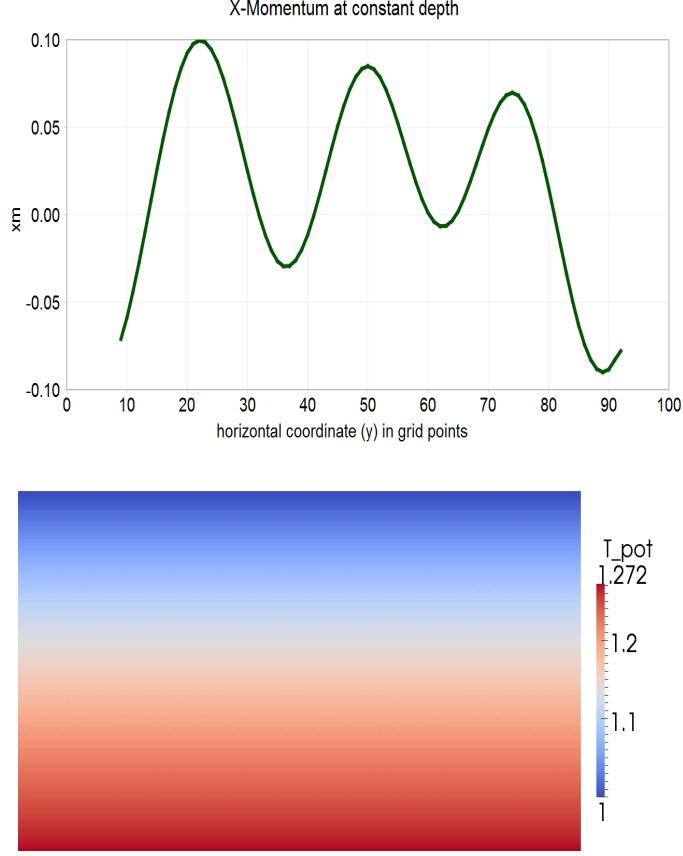 X-Momentum at constant depth
0.10
0.05
0.00
-0.05
-0.10
xm
0 10 20 30 40 50 60 70 80 90 100
horizontal coordinate (y) in grid points
T_pot
1.272
1.2
1.1
1